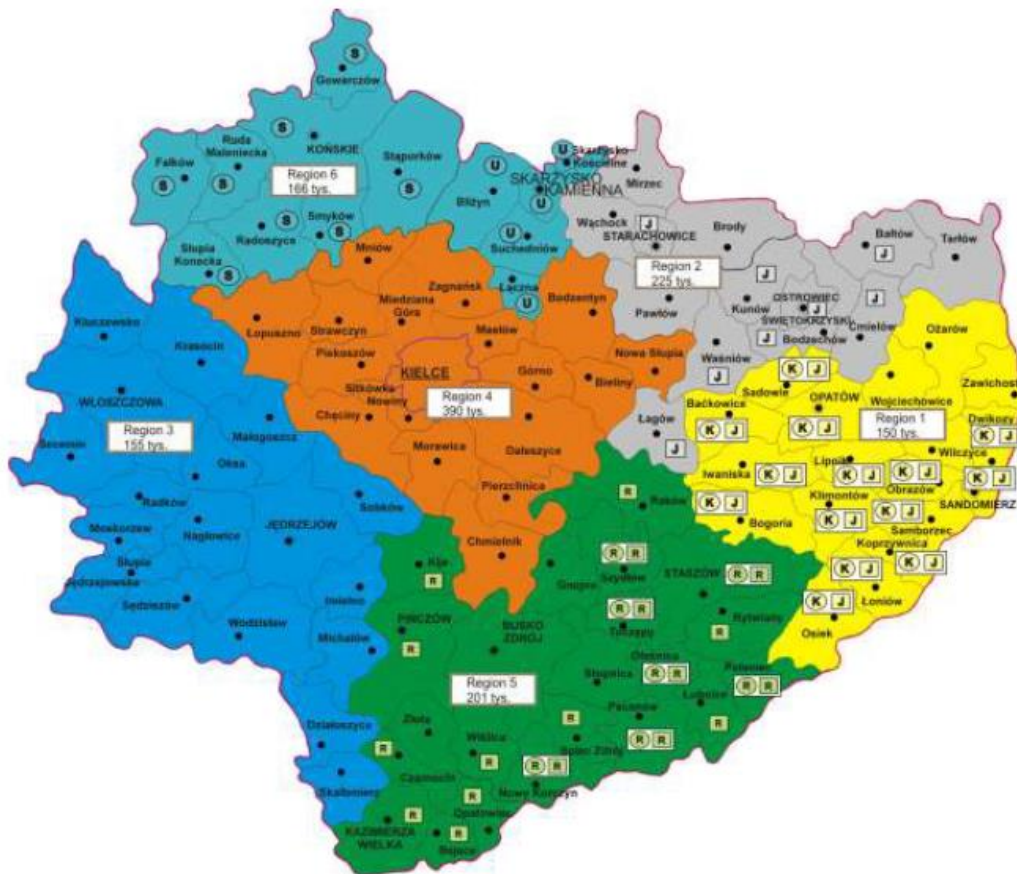 S
Gowarczów
Ruda
Maleniecka
S
KOŃSKIE
Stąporków
S
Fałków
S
S
Region 6
166 tys.
U
Skarżysko
Kościelne
SKARŻYSKO
KAMIENNA
U
Bliżyn
U
Mirzec
Radoszyce
S
Smyków
S
Słupia
Konecka
S
U
Suchedniów
Łączna
U
Wąchock
J
STARACHOWICE
Brody
Bałtów
J
Tarłów
Region 2
225 tys.
J
Kunów
OSTROWIEC
J
ŚWIĘTOKRZYSKI
J
Pawłów
J
Bodzechów
Ćmielów
Waśniów
J
Łagów
J
Mniów
Zagnańsk
Bodzentyn
Miedziana
Góra
Łopuszno
Strawczyn
Masłów
Piekoszów
KIELCE
Górno
Nowa Słupia
Bieliny
Sitkówka
Nowiny
Chęciny
Region 4
390 tys.
Morawica
Daleszyce
Pierzchnica
Chmielnik
Kluczewsko
Krasocin
WŁOSZCZOWA
Region 3
155 tys.
Małogoszcz
Secemin
Oksa
Radków
Sobków
Moskorzew
Nagłowice
JĘDRZEJÓW
Słupia
Jędrzejowska
Sędziszów
Imielno
Wodzisław
Michałów
Działoszyce
Skalbmierz
Ożarów
K J
Sadowie
Wojciechowice
Zawichost
Baćkowice
OPATÓW
Region 1
150 tys.
Dwikozy
K J
K J
K J
Iwaniska
K J
Lipnik
K J
Wilczyce
K J
Obrazów
SANDOMIERZ
K J
Klimontów
K J
K J
Bogoria
Samborzec
Koprzywnica
K J
K J
Łoniów
K J
Osiek
R
Raków
Kije
R
Gnojno
R R
Szydłów
STASZÓW
R R
PIŃCZÓW
R
BUSKO
ZDRÓJ
R R
Tuczępy
Rytwiany
R
Oleśnica
R R
Połaniec
R R
Stopnica
Region 5
201 tys.
Łubnice
R
Pacanów
R R
Złota
R
Wiślica
R
R
Solec Zdrój
Czarnocin
R R
Nowy Korczyn
R
R
Opatowiec
KAZIMIERZA
WIELKA
R
Bejsce